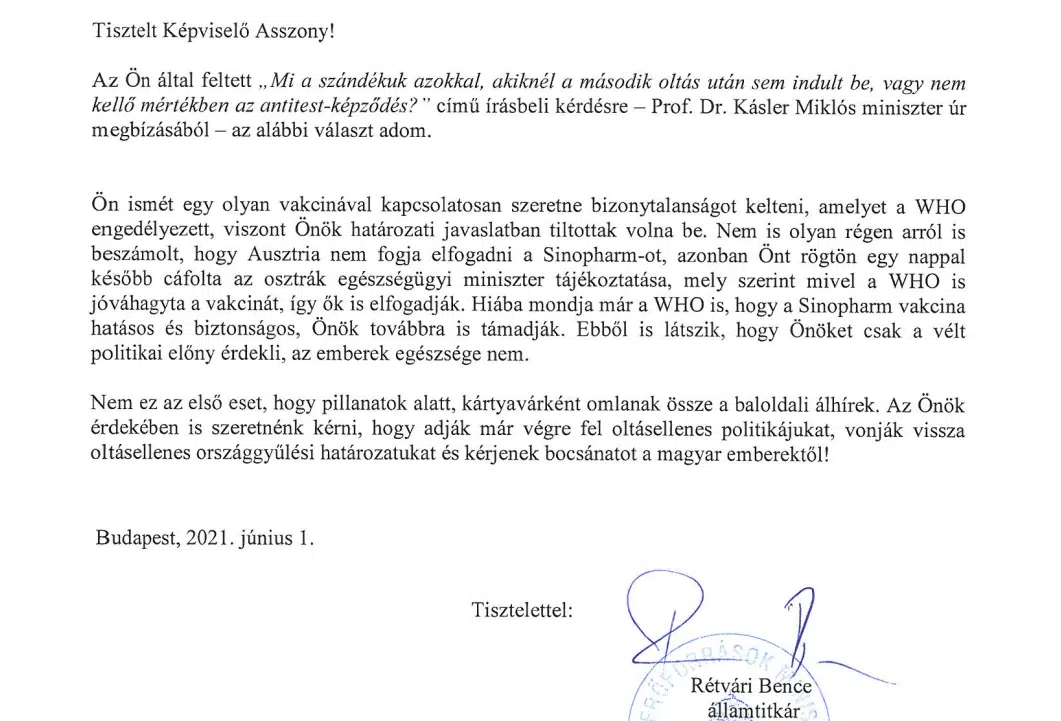 Tisztelt Képviselő Asszony!
Az Ön által feltett „Mi a szándékuk azokkal, akiknél a második oltás után sem indult be, vagy nem
kellő mértékben az antitest-képződés?” című írásbeli kérdésre – Prof. Dr. Kásler Miklós miniszter úr
megbízásából – az alábbi választ adom.
Ön ismét egy olyan vakcinával kapcsolatosan szeretne bizonytalanságot kelteni, amelyet a WHO
engedélyezett, viszont Önök határozati javaslatban tiltottak volna be. Nem is olyan régen arról is
beszámolt, hogy Ausztria nem fogja elfogadni a Sinopharm-ot, azonban Önt rögtön egy nappal
később cáfolta az osztrák egészségügyi miniszter tájékoztatása, mely szerint mivel a WHO is
jóváhagyta a vakcinát, így ők is elfogadják. Hiába mondja már a WHO is, hogy a Sinopharm vakcina
hatásos és biztonságos, Önök továbbra is támadják. Ebből is látszik, hogy Önöket csak a vélt
politikai előny érdekli, az emberek egészsége nem.
Nem ez az első eset, hogy pillanatok alatt, kártyavárként omlanak össze a baloldali álhírek. Az Önök
érdekében is szeretnénk kérni, hogy adják már végre fel oltásellenes politikájukat, vonják vissza
oltásellenes országgyűlési határozatukat és kérjenek bocsánatot a magyar emberektől!
Budapest, 2021. június 1.
Tisztelettel:
Rétvári Bence
államtitkár